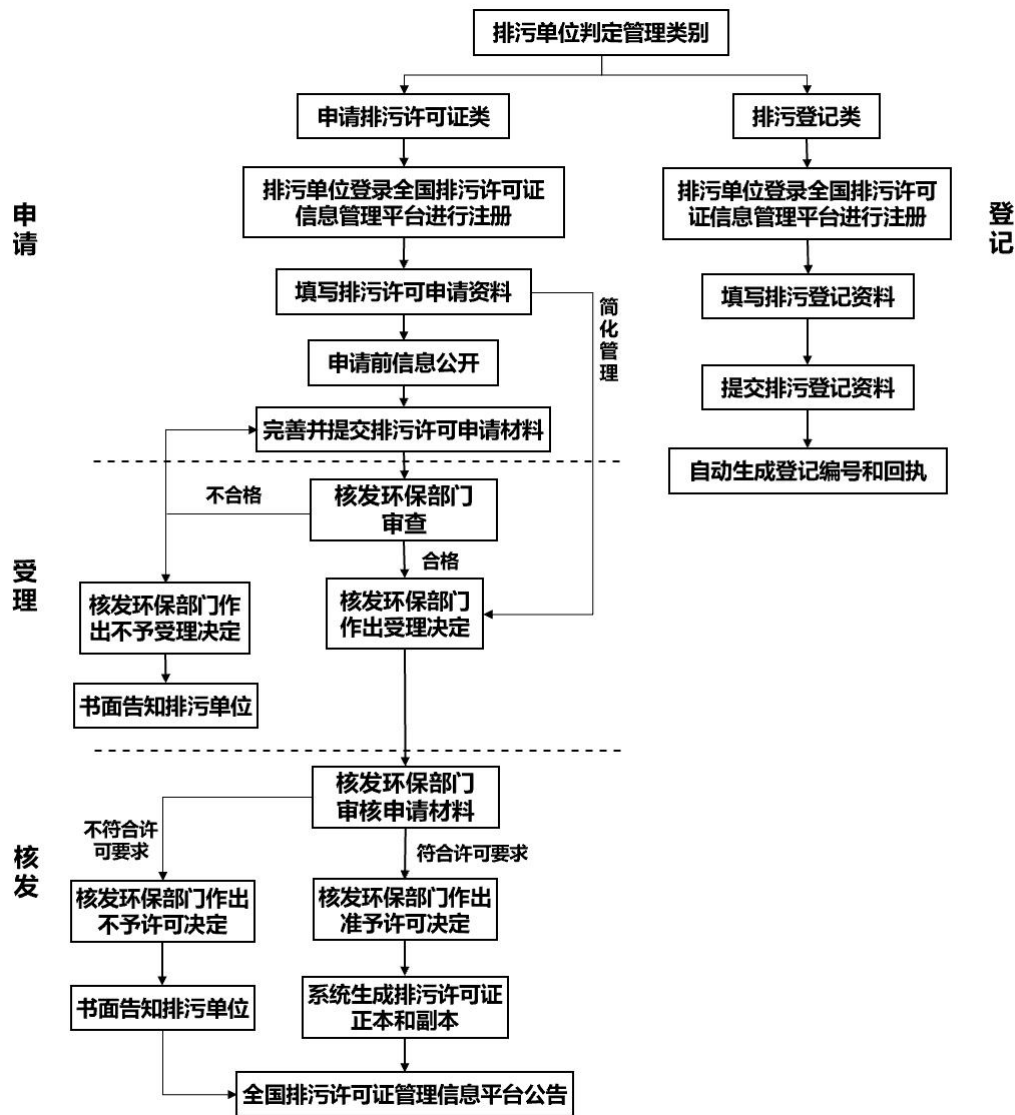 排污单位判定管理类别
申请排污许可证类
排污登记类
申
请
排污单位登录全国排污许可证
信息管理平台进行注册
排污单位登录全国排污许可
证信息管理平台进行注册
登
记
填写排污许可申请资料
简
化
管
理
填写排污登记资料
申请前信息公开
提交排污登记资料
完善并提交排污许可申请材料
自动生成登记编号和回执
不合格
核发环保部门
审查
合格
受
理
核发环保部门作
出不予受理决定
核发环保部门
作出受理决定
书面告知排污单位
核发环保部门
审核申请材料
不符合许
可要求
符合许可要求
核
发
核发环保部门作出
不予许可决定
核发环保部门作出
准予许可决定
书面告知排污单位
系统生成排污许可证
正本和副本
全国排污许可证管理信息平台公告